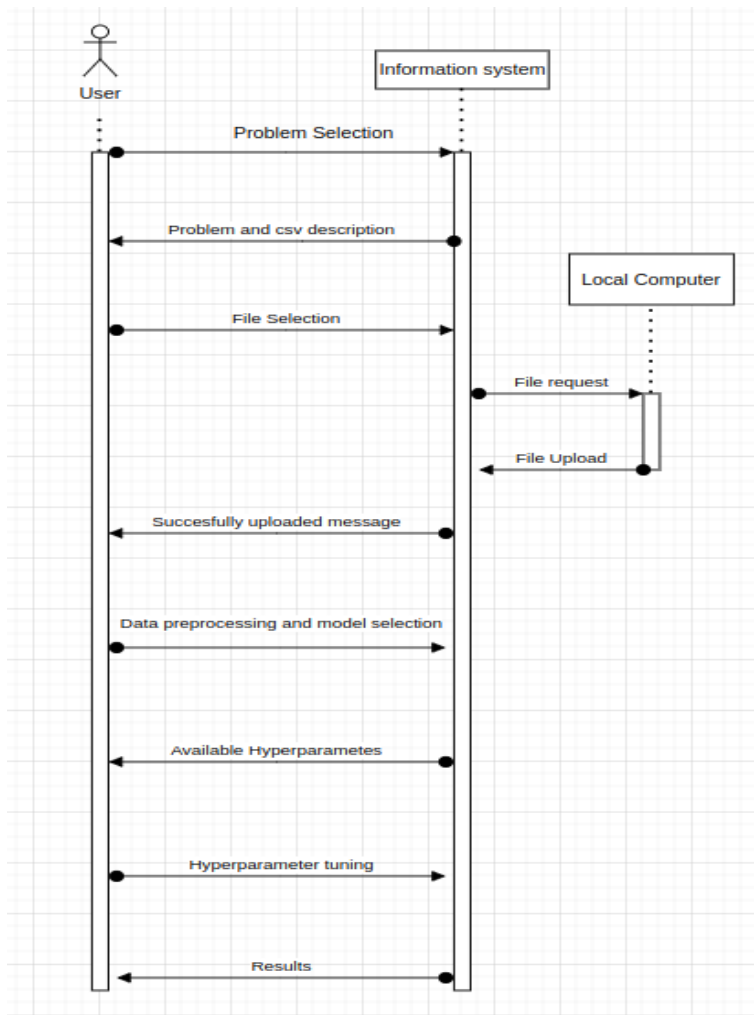 User
Information system
Problem Selection
Problem and csv description
Local Computer
File Selection
File request
File Upload
Succesfully uploaded message
Data preprocessing and model selection
Available Hyperparametes
Hyperparameter tuning
Results